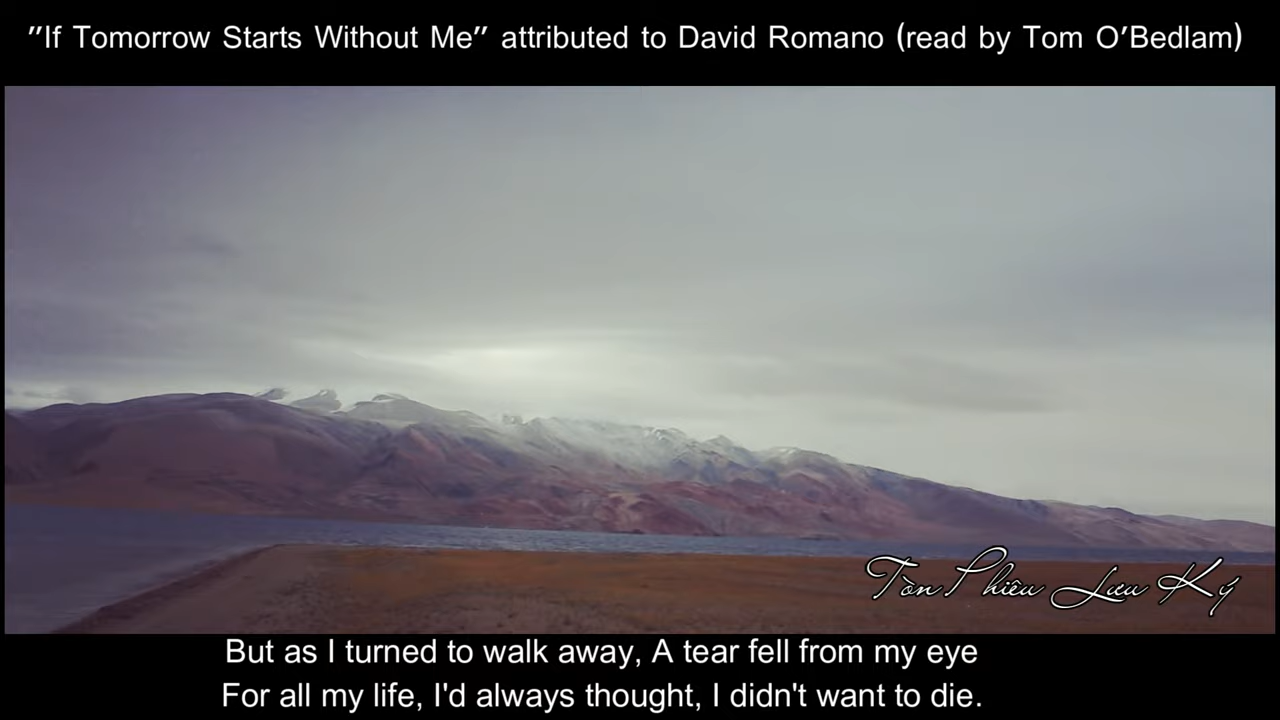 "If Tomorrow Starts Without Me" attributed to David Romano (read by Tom O'Bedlam)
Tồn Phiêu Lưu Ký
But as I turned to walk away, A tear fell from my eye
For all my life, I'd always thought, I didn't want to die.